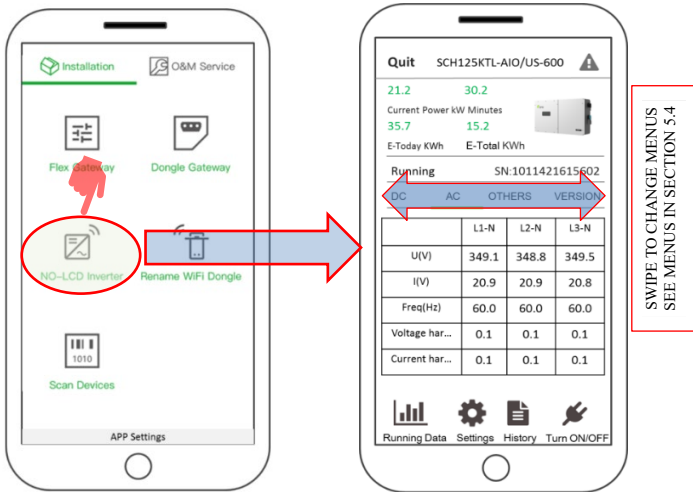 Installation
O&M Service
Flex Gateway
Dongle Gateway
NO-LCD Inverter
Rename WiFi Dongle
1010
Scan Devices
APP Settings
Quit SCH125KTL-AIO/US-600
21.2 30.2
Current Power kW Minutes
35.7 15.2
E-Today KWh E-Total KWh
Running SN:1011421615602
DC AC OTHERS VERSION
L1-N L2-N L3-N
U(V) 349.1 348.8 349.5
I(V) 20.9 20.9 20.8
Freq(Hz) 60.0 60.0 60.0
Voltage har... 0.1 0.1 0.1
Current har... 0.1 0.1 0.1
Running Data Settings History Turn ON/OFF
SWIPE TO CHANGE MENUS
SEE MENUS IN SECTION 5.4